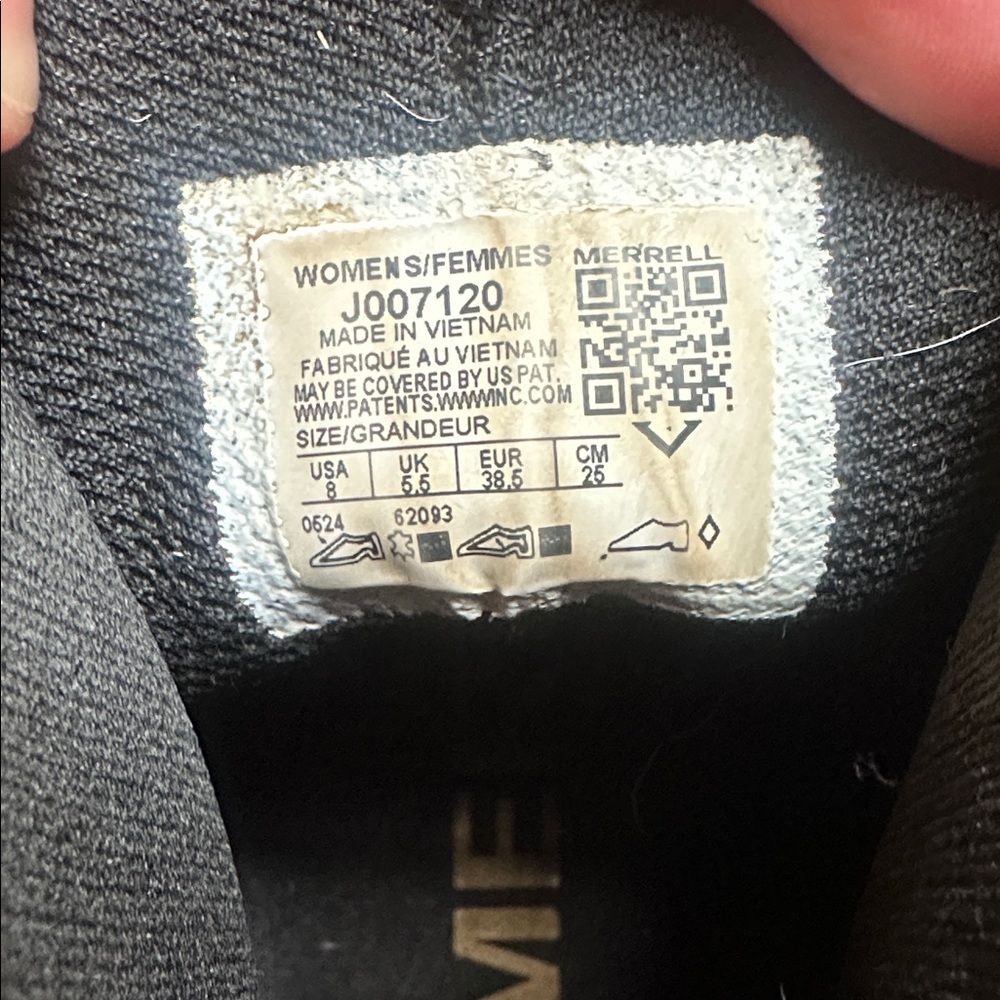 WOMENS/FEMMES
MERRELL
J007120
MADE IN VIETNAM
FABRIQUÉ AU VIETNAM
MAY BE COVERED BY US PAT.
WWW.PATENTS.WWWINC.COM
SIZE/GRANDEUR
USA UK EUR CM
8 5.5 38.5 25
0524 62093
ME